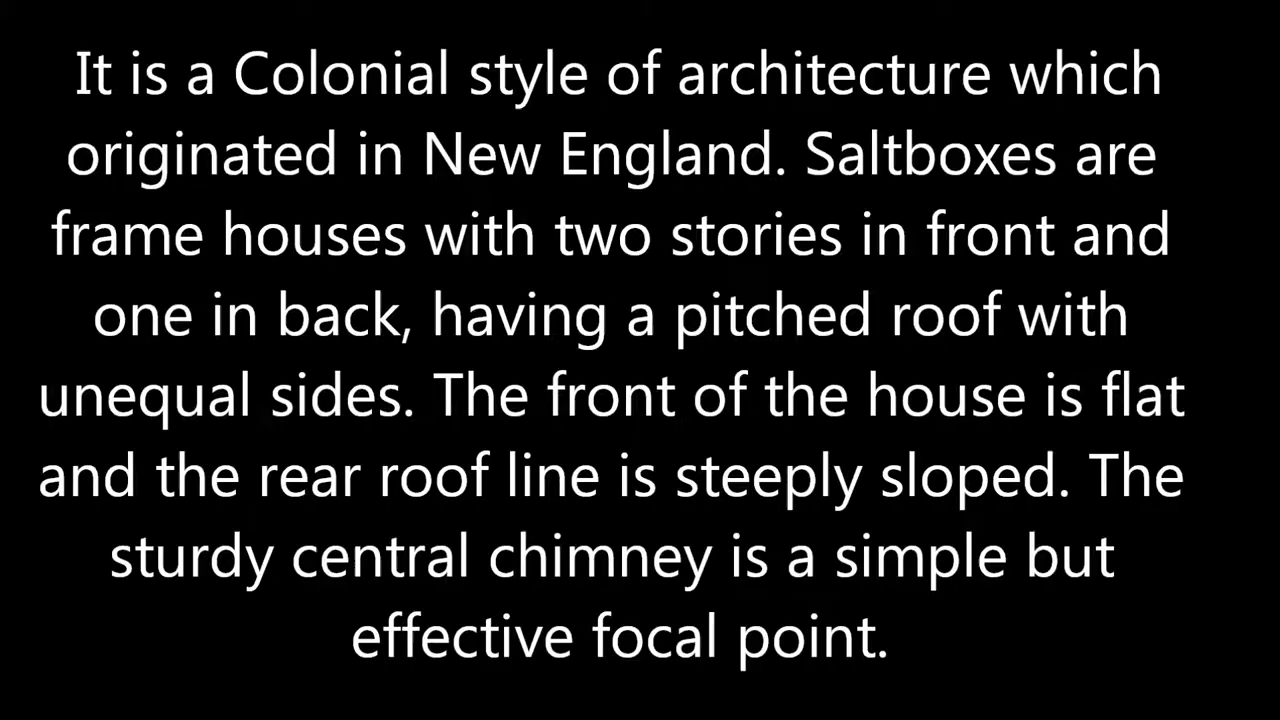 It is a Colonial style of architecture which
originated in New England. Saltboxes are
frame houses with two stories in front and
one in back, having a pitched roof with
unequal sides. The front of the house is flat
and the rear roof line is steeply sloped. The
sturdy central chimney is a simple but
effective focal point.